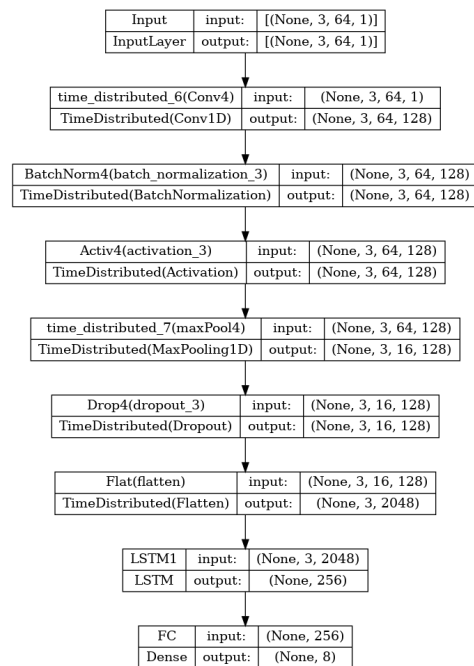 Input input: [(None, 3, 64, 1)]
InputLayer output: [(None, 3, 64, 1)]
time_distributed_6(Conv4) input: (None, 3, 64, 1)
TimeDistributed(Conv1D) output: (None, 3, 64, 128)
BatchNorm4(batch_normalization_3) input: (None, 3, 64, 128)
TimeDistributed(BatchNormalization) output: (None, 3, 64, 128)
Activ4(activation_3) input: (None, 3, 64, 128)
TimeDistributed(Activation) output: (None, 3, 64, 128)
time_distributed_7(maxPool4) input: (None, 3, 64, 128)
TimeDistributed(MaxPooling1D) output: (None, 3, 16, 128)
Drop4(dropout_3) input: (None, 3, 16, 128)
TimeDistributed(Dropout) output: (None, 3, 16, 128)
Flat(flatten) input: (None, 3, 16, 128)
TimeDistributed(Flatten) output: (None, 3, 2048)
LSTM1 input: (None, 3, 2048)
LSTM output: (None, 256)
FC input: (None, 256)
Dense output: (None, 8)